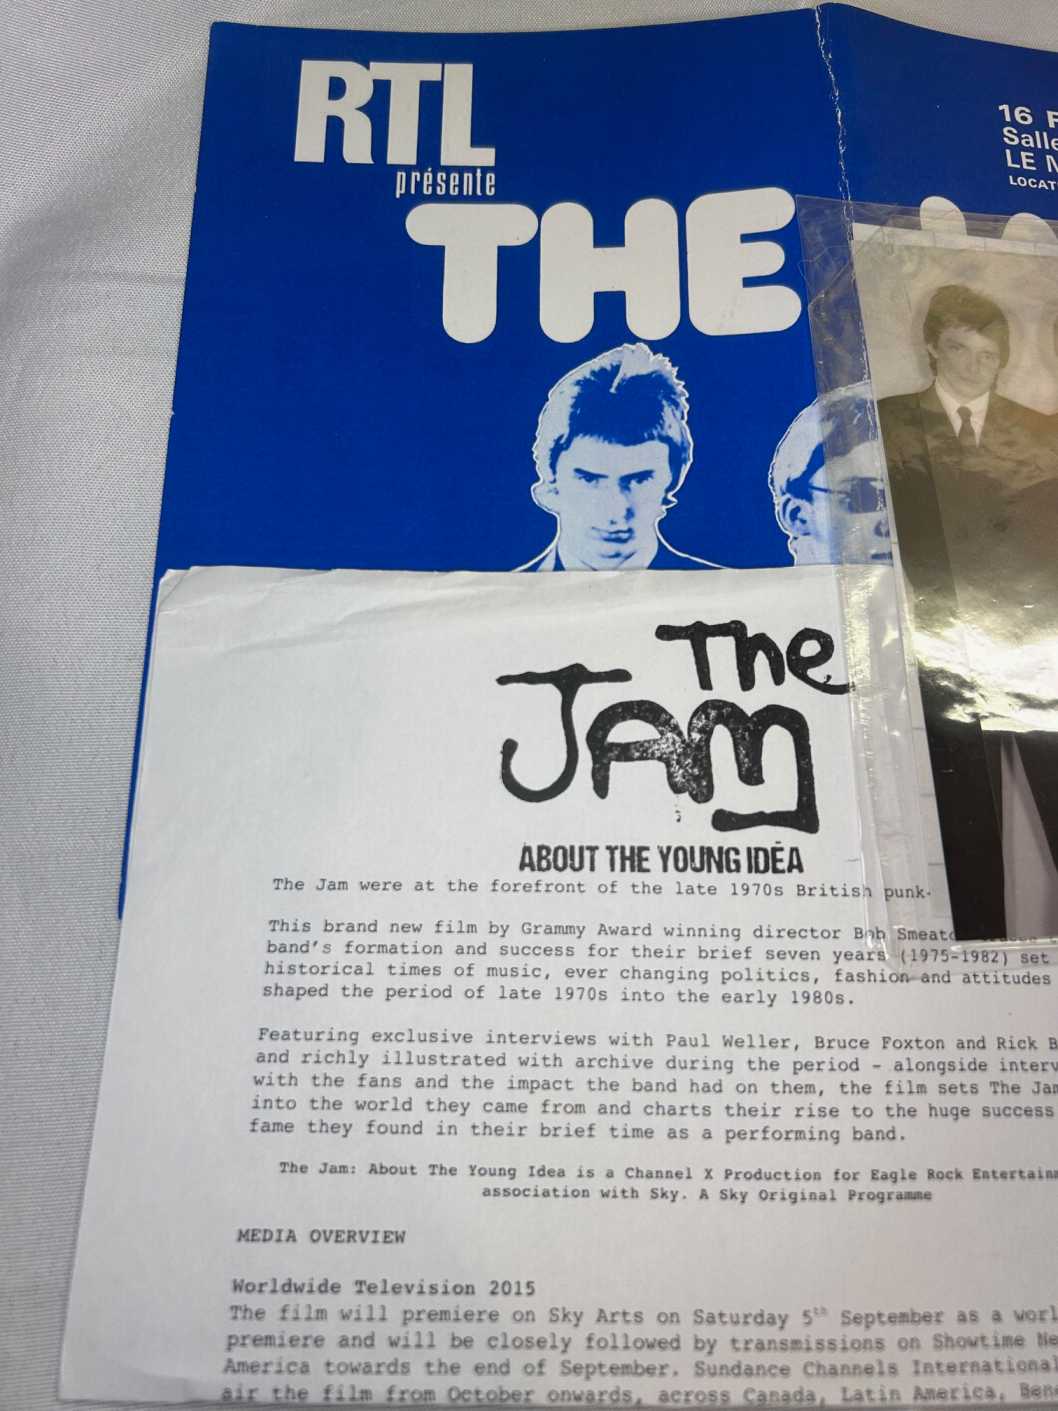 RTL
présente
THE
16
Salle
LE
The
JAM
ABOUT THE YOUNG IDEA
The Jam were at the forefront of the late 1970s British punk-
This brand new film by Grammy Award winning director Bob
band's formation and success for their brief seven years (1975-1982) set
historical times of music, ever changing politics, fashion and attitudes
shaped the period of late 1970s into the early 1980s.
Featuring exclusive interviews with Paul Weller, Bruce Foxton and Rick B
and richly illustrated with archive during the period - alongside interv
with the fans and the impact the band had on them, the film sets The Jam
into the world they came from and charts their rise to the huge success
fame they found in their brief time as a performing band.
The Jam: About The Young Idea is a Channel X Production for Eagle Rock Entertainm
association with Sky. A Sky Original Programme
MEDIA OVERVIEW
Worldwide Television 2015
The film will premiere on Sky Arts on Saturday 5th September as a worl
premiere and will be closely followed by transmissions on Showtime Ne
America towards the end of September. Sundance Channels International
air the film from October onwards, across Canada, Latin America, Bene